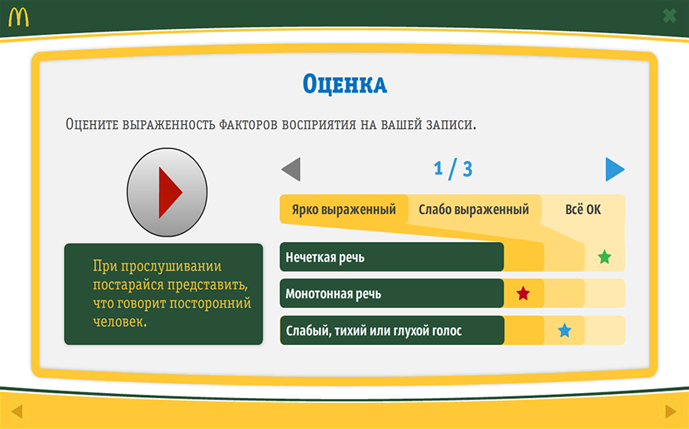 Оценка
Оцените выраженность факторов восприятия на вашей записи.
1 / 3
Ярко выраженный Слабо выраженный Всё ОК
Нечеткая речь
Монотонная речь
Слабый, тихий или глухой голос
При прослушивании
постарайся представить,
что говорит посторонний
человек.